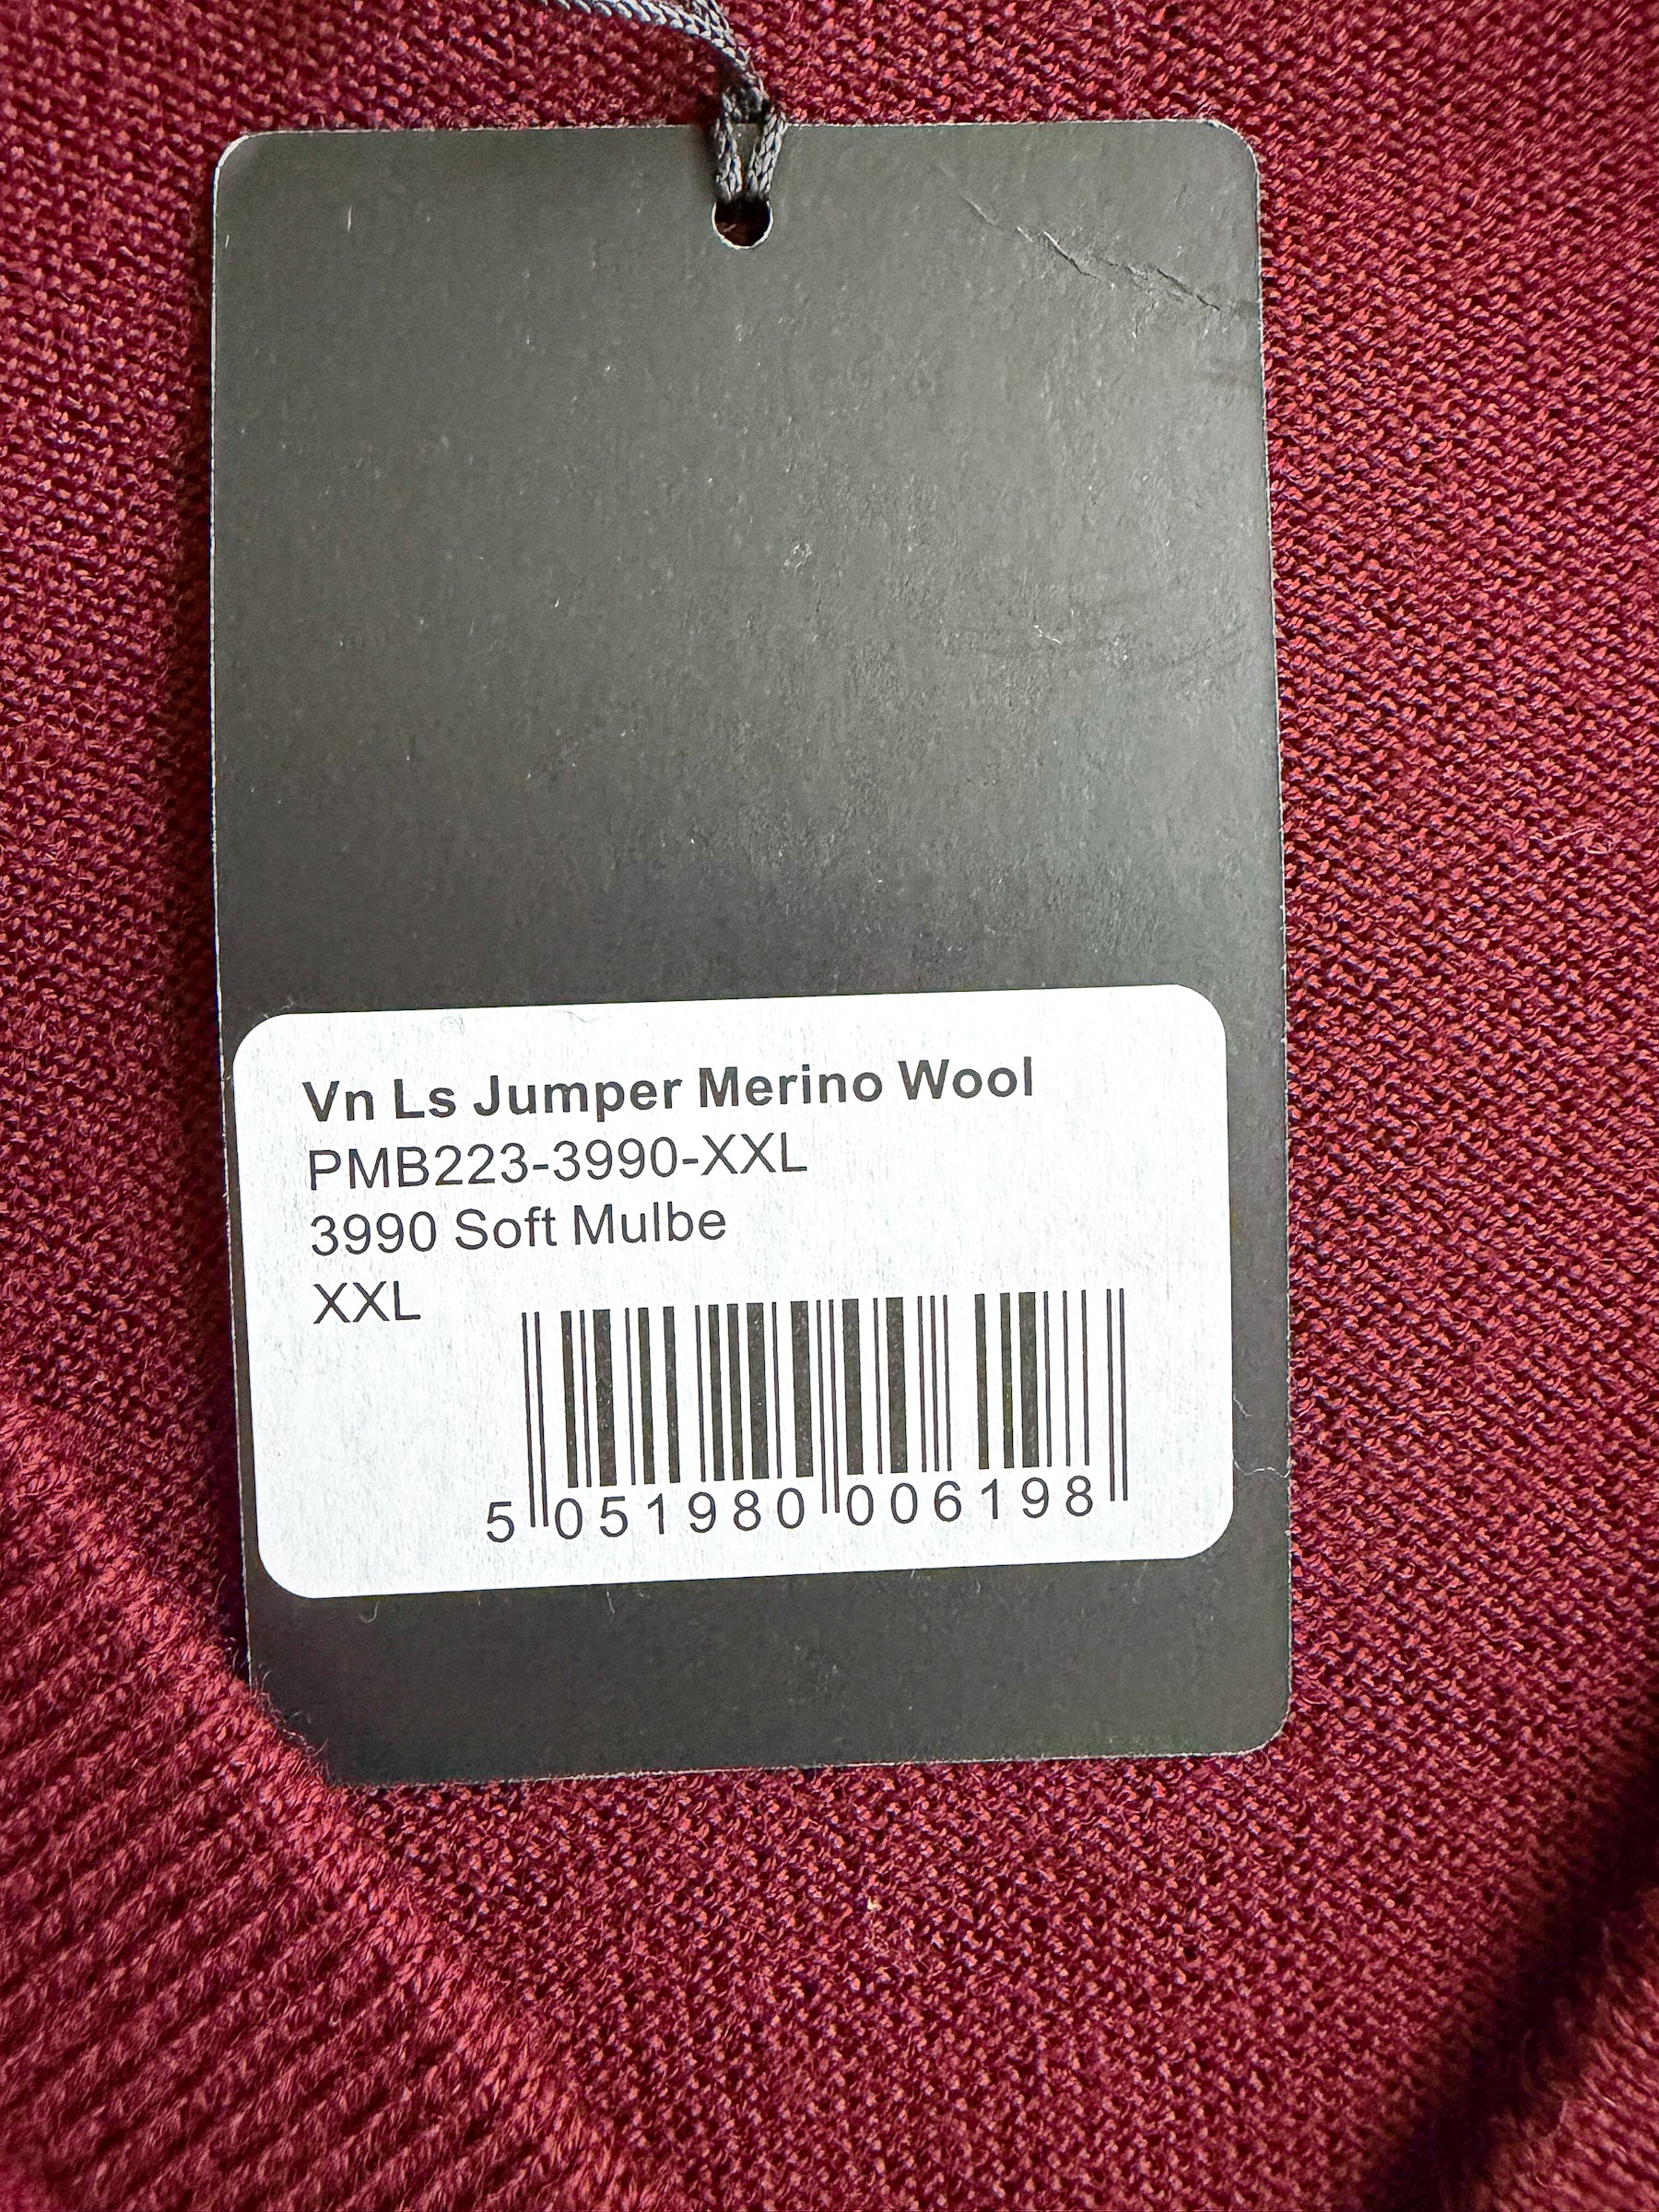 Vn Ls Jumper Merino Wool
PMB223-3990-XXL
3990 Soft Mulbe
XXL
5 051980 006198